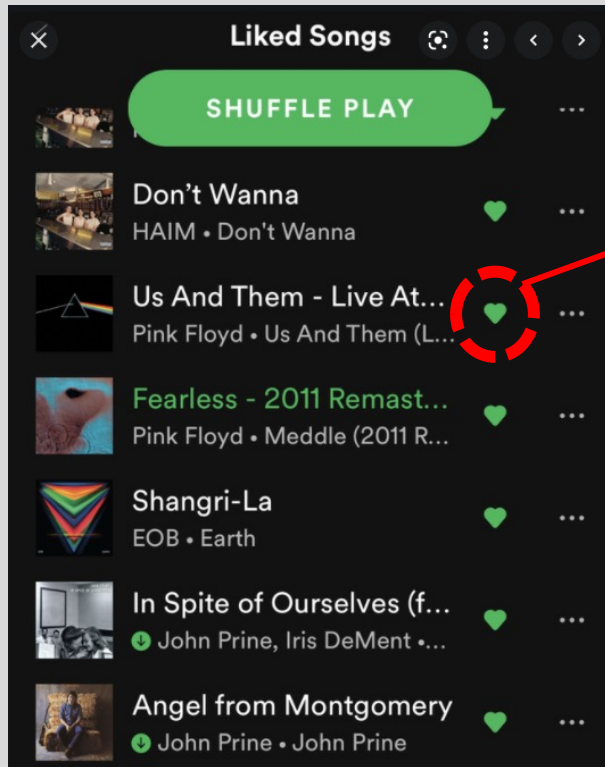 Liked Songs
SHUFFLE PLAY
Don't Wanna
HAIM • Don't Wanna
Us And Them - Live At...
Pink Floyd • Us And Them (L...
Fearless - 2011 Remast...
Pink Floyd • Meddle (2011 R...
Shangri-La
EOB • Earth
In Spite of Ourselves (f...
John Prine, Iris DeMent •...
Angel from Montgomery
John Prine • John Prine